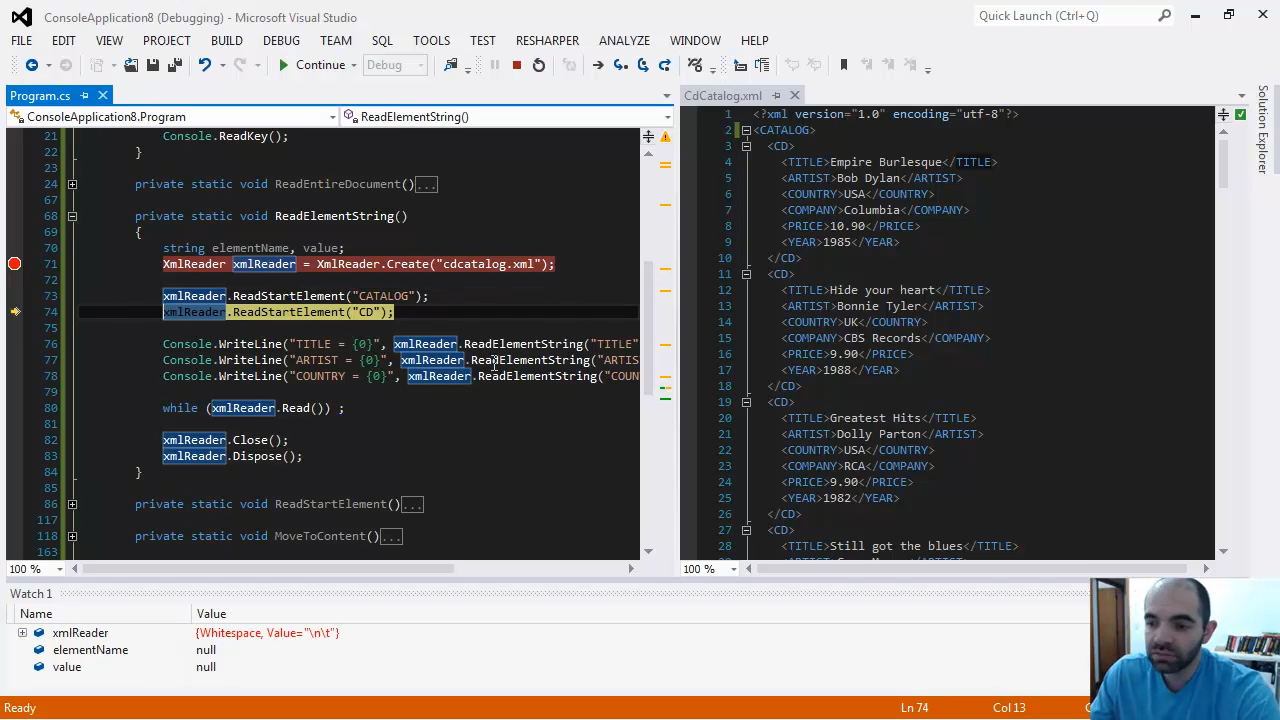 ConsoleApplication8 (Debugging) - Microsoft Visual Studio
Quick Launch (Ctrl+Q)
FILE EDIT VIEW PROJECT BUILD DEBUG TEAM SQL TOOLS TEST RESHARPER ANALYZE WINDOW HELP
Continue Debug
Program.cs
ConsoleApplication8.Program ReadElementString()
21 Console.ReadKey();
22 }
23
24 private static void ReadEntireDocument()...
67
68 private static void ReadElementString()
69 {
70 string elementName, value;
71 XmlReader xmlReader = XmlReader.Create("cdcatalog.xml");
72
73 xmlReader.ReadStartElement("CATALOG");
74 xmlReader.ReadStartElement("CD");
75
76 Console.WriteLine("TITLE = {0}", xmlReader.ReadElementString("TITLE"
77 Console.WriteLine("ARTIST = {0}", xmlReader.ReadElementString("ARTIS
78 Console.WriteLine("COUNTRY = {0}", xmlReader.ReadElementString("COUN
79
80 while (xmlReader.Read()) ;
81
82 xmlReader.Close();
83 xmlReader.Dispose();
84 }
85
86 private static void ReadStartElement()...
117
118 private static void MoveToContent()...
163
100 %
CdCatalog.xml
1 <?xml version="1.0" encoding="utf-8"?>
2 <CATALOG>
3 <CD>
4 <TITLE>Empire Burlesque</TITLE>
5 <ARTIST>Bob Dylan</ARTIST>
6 <COUNTRY>USA</COUNTRY>
7 <COMPANY>Columbia</COMPANY>
8 <PRICE>10.90</PRICE>
9 <YEAR>1985</YEAR>
10 </CD>
11 <CD>
12 <TITLE>Hide your heart</TITLE>
13 <ARTIST>Bonnie Tyler</ARTIST>
14 <COUNTRY>UK</COUNTRY>
15 <COMPANY>CBS Records</COMPANY>
16 <PRICE>9.90</PRICE>
17 <YEAR>1988</YEAR>
18 </CD>
19 <CD>
20 <TITLE>Greatest Hits</TITLE>
21 <ARTIST>Dolly Parton</ARTIST>
22 <COUNTRY>USA</COUNTRY>
23 <COMPANY>RCA</COMPANY>
24 <PRICE>9.90</PRICE>
25 <YEAR>1982</YEAR>
26 </CD>
27 <CD>
28 <TITLE>Still got the blues</TITLE>
100 %
Solution Explorer
Watch 1
Name Value
xmlReader {Whitespace, Value="\n\t"}
elementName null
value null
Ready Ln 74 Col 13